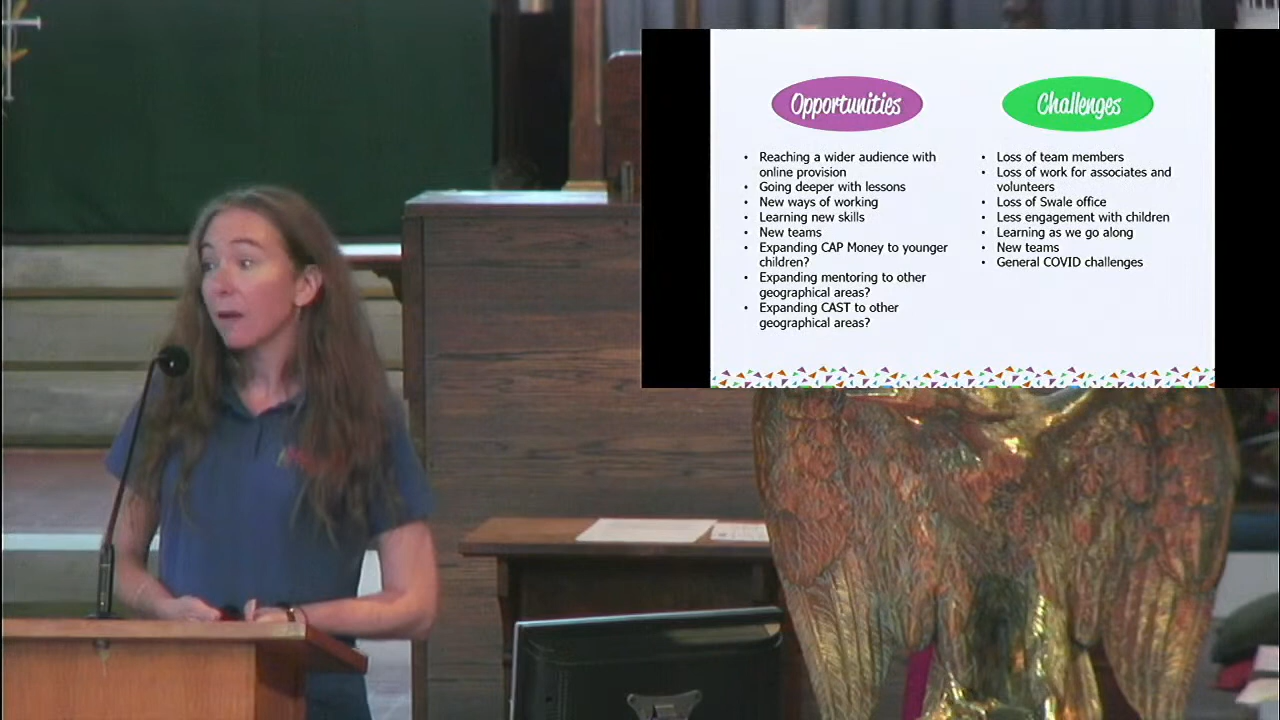 Opportunities
• Reaching a wider audience with
online provision
• Going deeper with lessons
• New ways of working
• Learning new skills
• New teams
• Expanding CAP Money to younger
children?
• Expanding mentoring to other
geographical areas?
• Expanding CAST to other
geographical areas?
Challenges
• Loss of team members
• Loss of work for associates and
volunteers
• Loss of Swale office
• Less engagement with children
• Learning as we go along
• New teams
• General COVID challenges